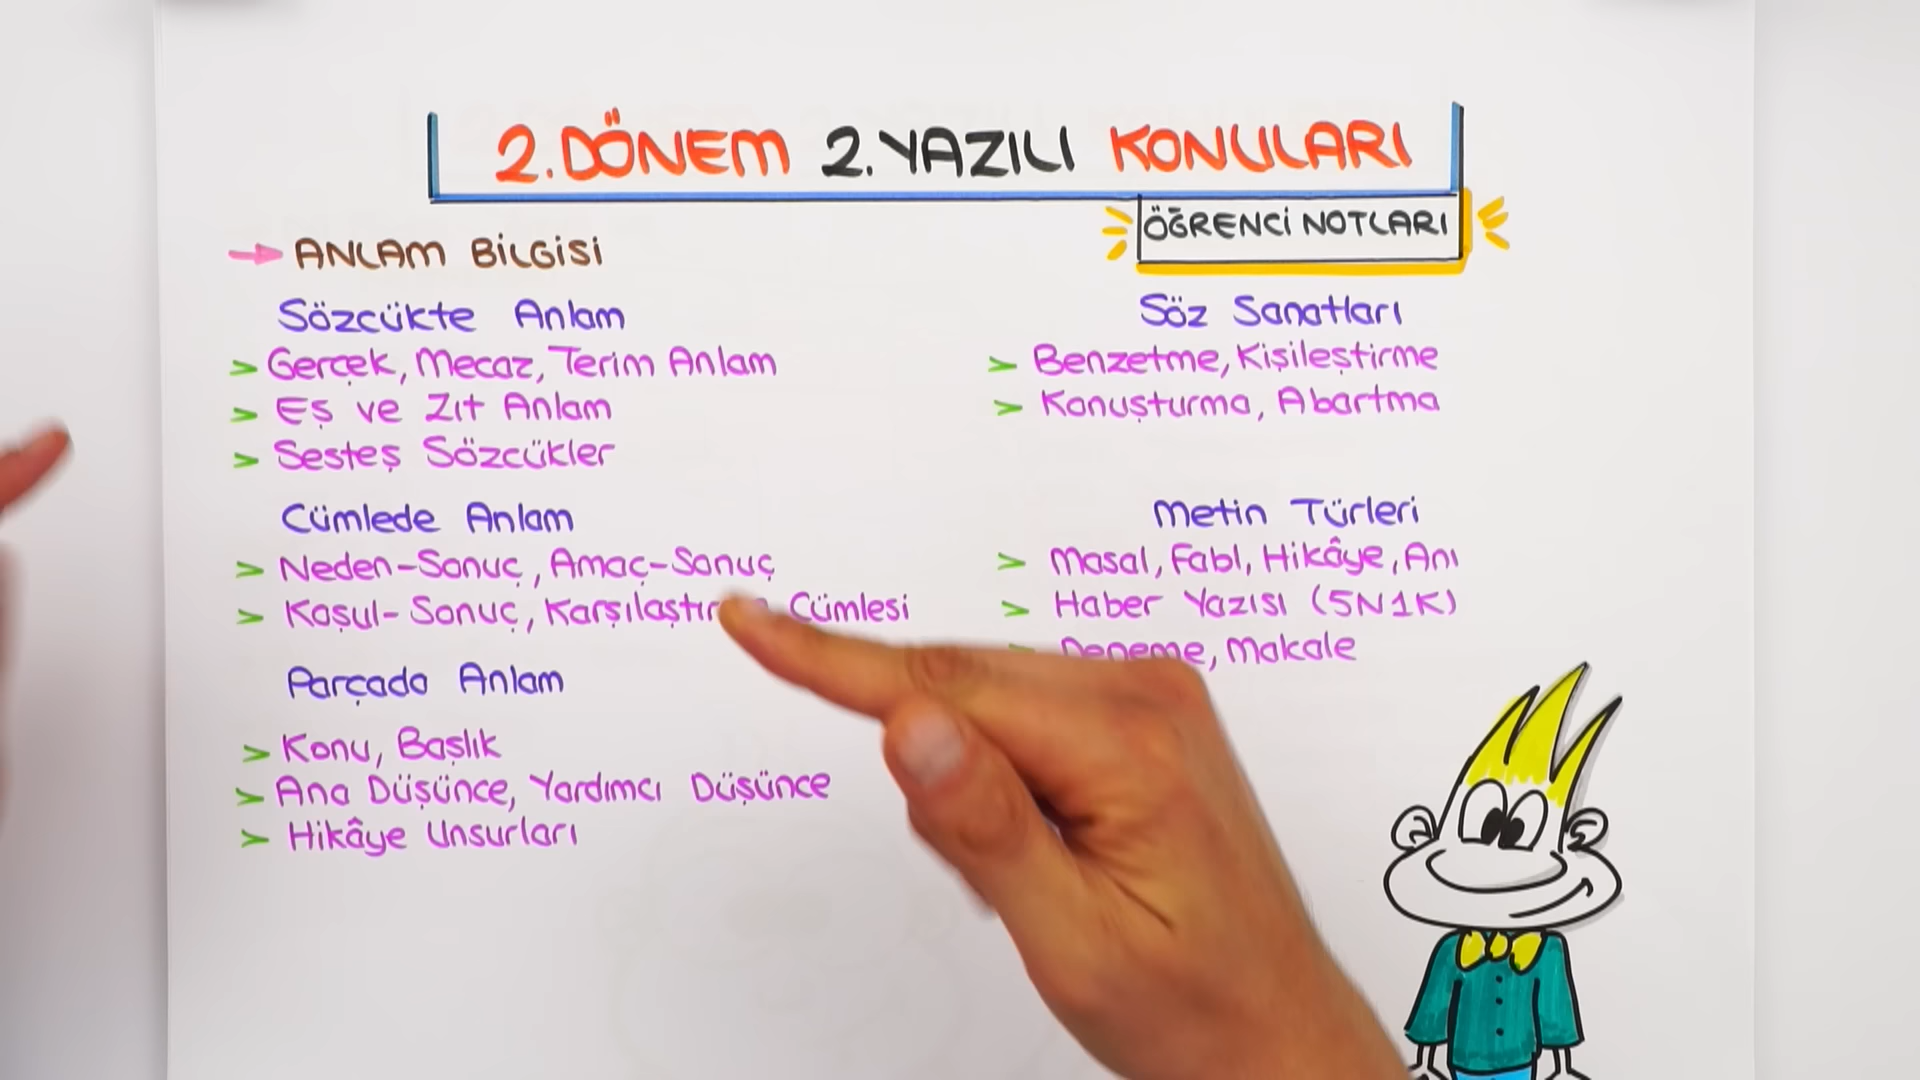 2. DÖNEM 2. YAZILI KONULARI
ÖĞRENCİ NOTLARI
ANLAM BİLGİSİ
Sözcükte Anlam
> Gerçek, Mecaz, Terim Anlam
> Eş ve Zıt Anlam
> Sesteş Sözcükler
Cümlede Anlam
> Neden-Sonuç, Amaç-Sonuç
> Koşul-Sonuç, Cümlesi
Parçada Anlam
> Konu, Başlık
> Ana Düşünce, Yardımcı Düşünce
> Hikâye Unsurları
Söz Sanatları
> Benzetme, Kişileştirme
> Konuşturma, Abartma
Metin Türleri
> Masal, Fabl, Hikâye, Anı
> Haber Yazısı (5N1K)
> Deneme, Makale